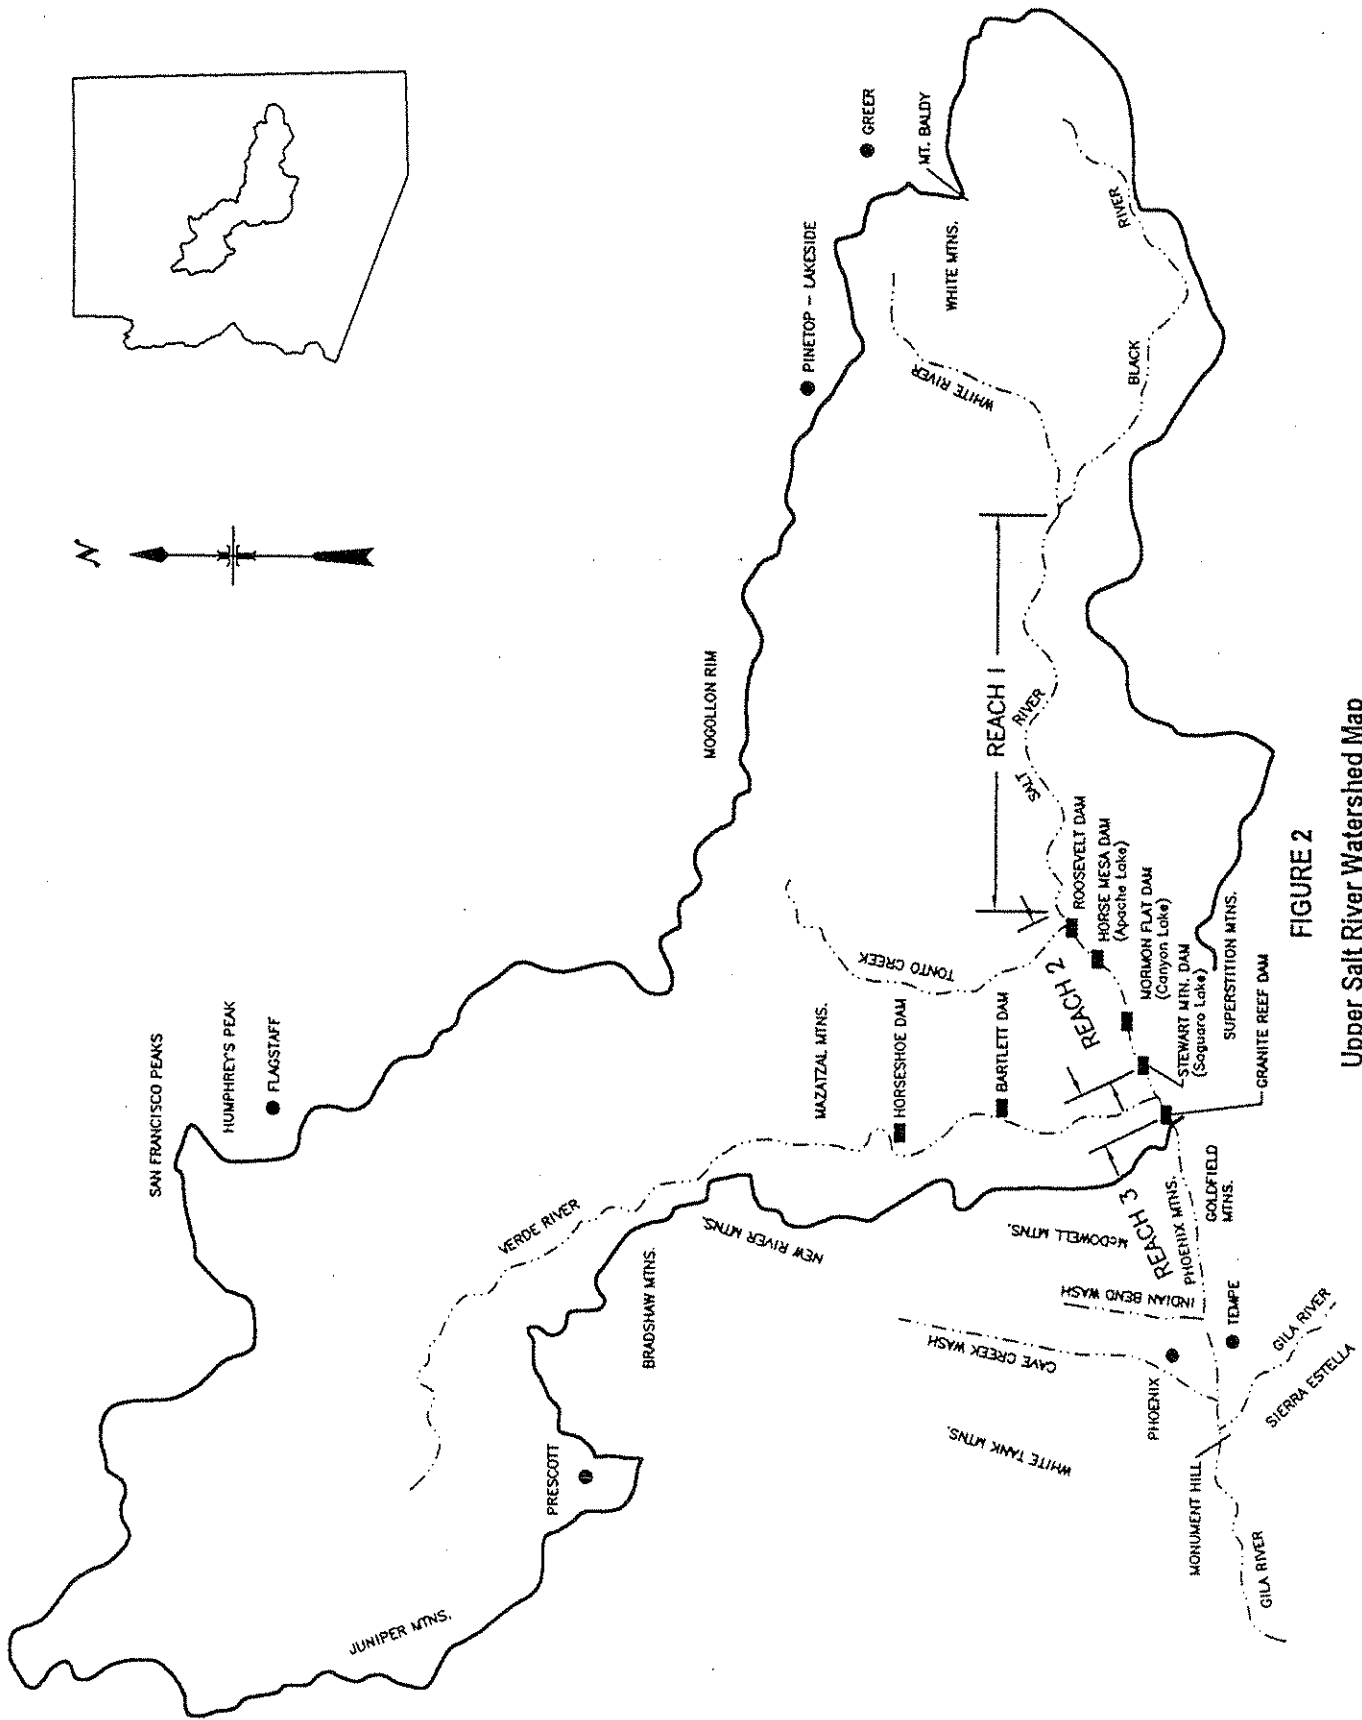 N
SAN FRANCISCO PEAKS
HUMPHREY'S PEAK
FLAGSTAFF
JUNIPER MTNS.
PRESCOTT
VERDE RIVER
BRADSHAW MTNS.
NEW RIVER MTNS.
MOGOLLON RIM
PINETOP - LAKESIDE
GREER
MT. BALDY
WHITE MTNS.
WHITE RIVER
BLACK
RIVER
REACH 1
SALT
RIVER
TONTO CREEK
MAZATZAL MTNS.
HORSESHOE DAM
BARTLETT DAM
REACH 2
ROOSEVELT DAM
HORSE MESA DAM
(Apache Lake)
MORMON FLAT DAM
(Canyon Lake)
STEWART MTN. DAM
(Saguaro Lake)
SUPERSTITION MTNS.
GRANITE REEF DAM
GOLDFIELD
MTNS.
McDOWELL MTNS.
REACH 3
PHOENIX MTNS.
INDIAN BEND WASH
CAVE CREEK WASH
WHITE TANK MTNS.
PHOENIX
TEMPE
GILA RIVER
SIERRA ESTELLA
MONUMENT HILL
GILA RIVER
FIGURE 2
Upper Salt River Watershed Map